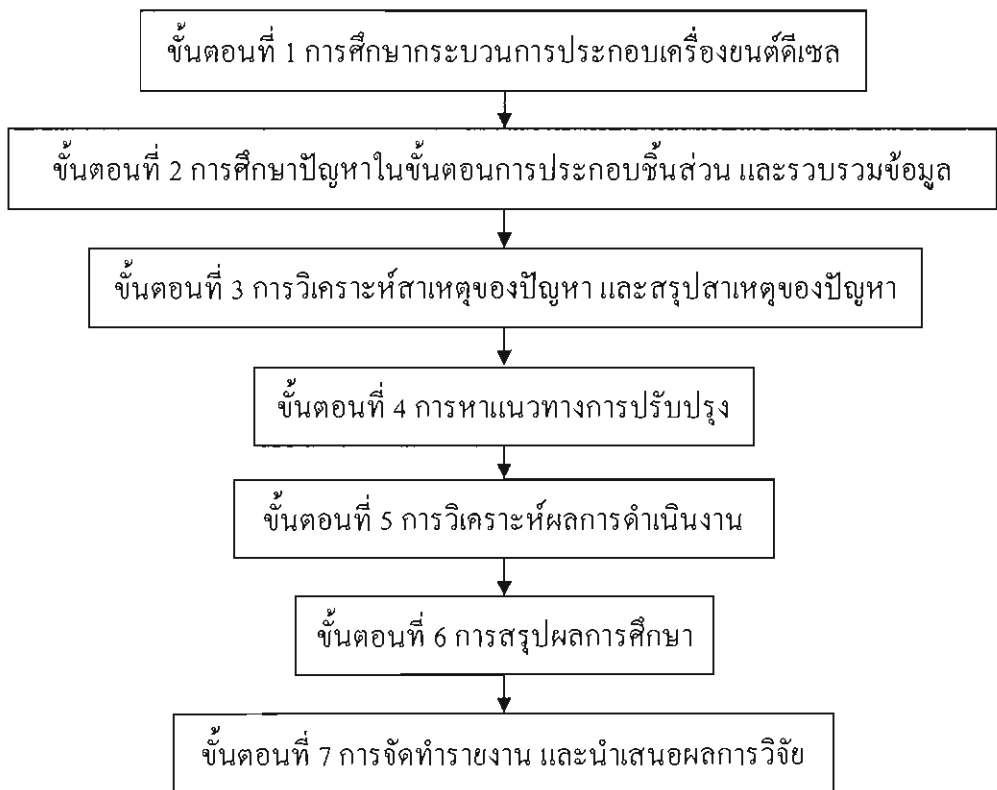 ขั้นตอนที่ 1 การศึกษากระบวนการประกอบเครื่องยนต์ดีเซล
ขั้นตอนที่ 2 การศึกษาปัญหาในขั้นตอนการประกอบชิ้นส่วน และรวบรวมข้อมูล
ขั้นตอนที่ 3 การวิเคราะห์สาเหตุของปัญหา และสรุปสาเหตุของปัญหา
ขั้นตอนที่ 4 การหาแนวทางการปรับปรุง
ขั้นตอนที่ 5 การวิเคราะห์ผลการดำเนินงาน
ขั้นตอนที่ 6 การสรุปผลการศึกษา
ขั้นตอนที่ 7 การจัดทำรายงาน และนำเสนอผลการวิจัย